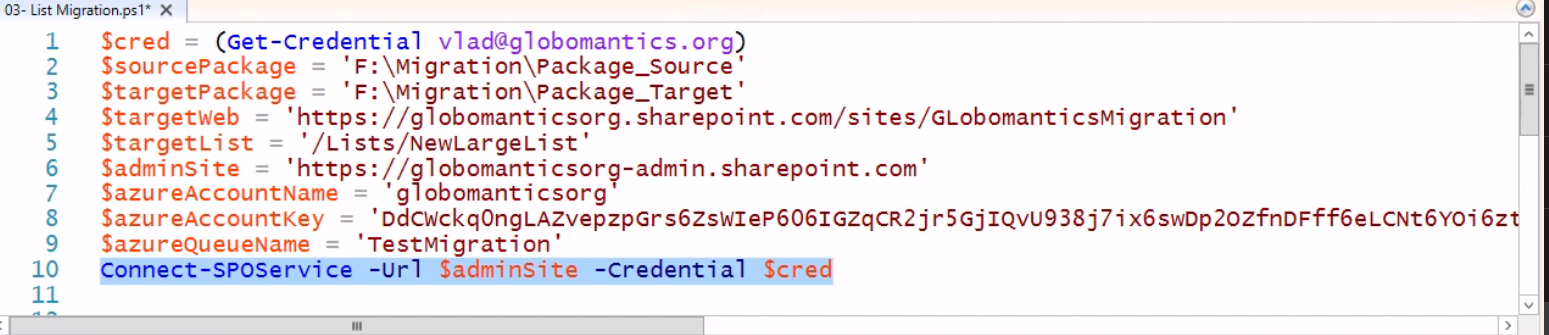 03- List Migration.ps1* X
1 $cred = (Get-Credential vlad@globomantics.org)
2 $sourcePackage = 'F:\Migration\Package_Source'
3 $targetPackage = 'F:\Migration\Package_Target'
4 $targetWeb = 'https://globomanticsorg.sharepoint.com/sites/GLobomanticsMigration'
5 $targetList = '/Lists/NewLargeList'
6 $adminSite = 'https://globomanticsorg-admin.sharepoint.com'
7 $azureAccountName = 'globomanticsorg'
8 $azureAccountKey = 'DdCWckq0ngLAZvepzpGrs6ZsWIeP6O6IGZqCR2jr5GjIQvU938j7ix6swDp2OZfnDFff6eLCNt6YOi6zt
9 $azureQueueName = 'TestMigration'
10 Connect-SPOService -Url $adminSite -Credential $cred
11